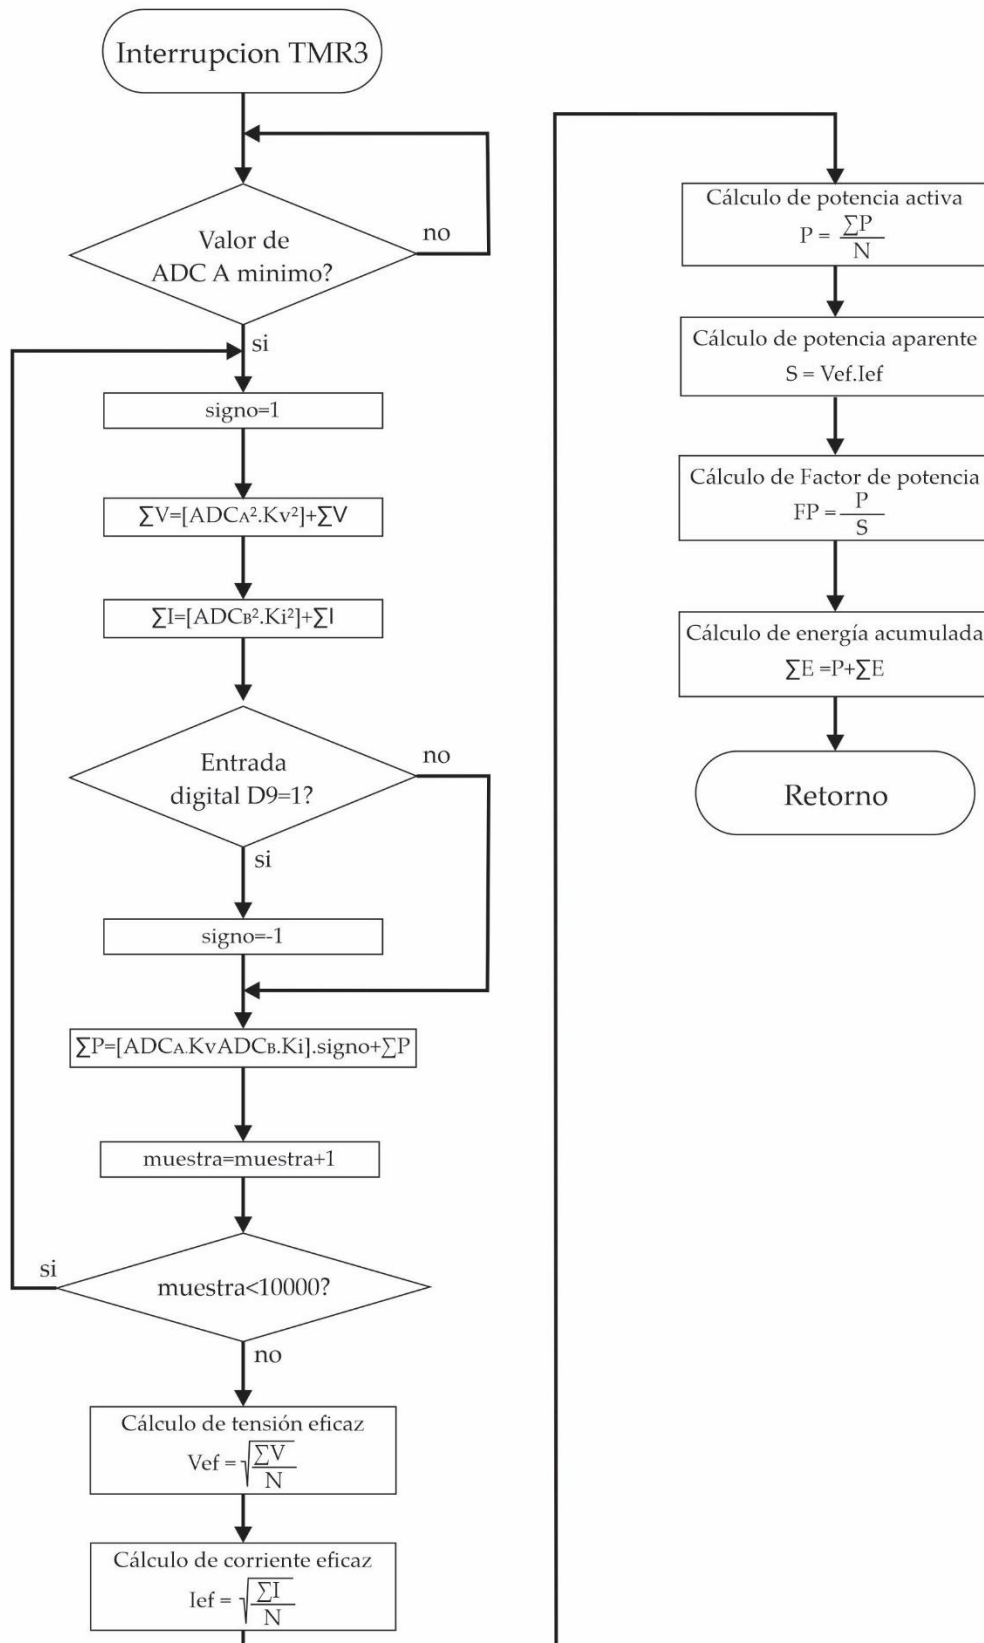 Interrupcion TMR3
Valor de
ADC A minimo?
no
si
signo=1
∑V=[ADCA².Kv²]+∑V
∑I=[ADCB².Ki²]+∑I
Entrada
digital D9=1?
no
si
signo=-1
∑P=[ADCA.KvADCB.Ki].signo+∑P
muestra=muestra+1
si
muestra<10000?
no
Cálculo de tensión eficaz
Vef = √∑V/N
Cálculo de corriente eficaz
Ief = √∑I/N
Cálculo de potencia activa
P = ∑P/N
Cálculo de potencia aparente
S = Vef.Ief
Cálculo de Factor de potencia
FP = P/S
Cálculo de energía acumulada
∑E =P+∑E
Retorno